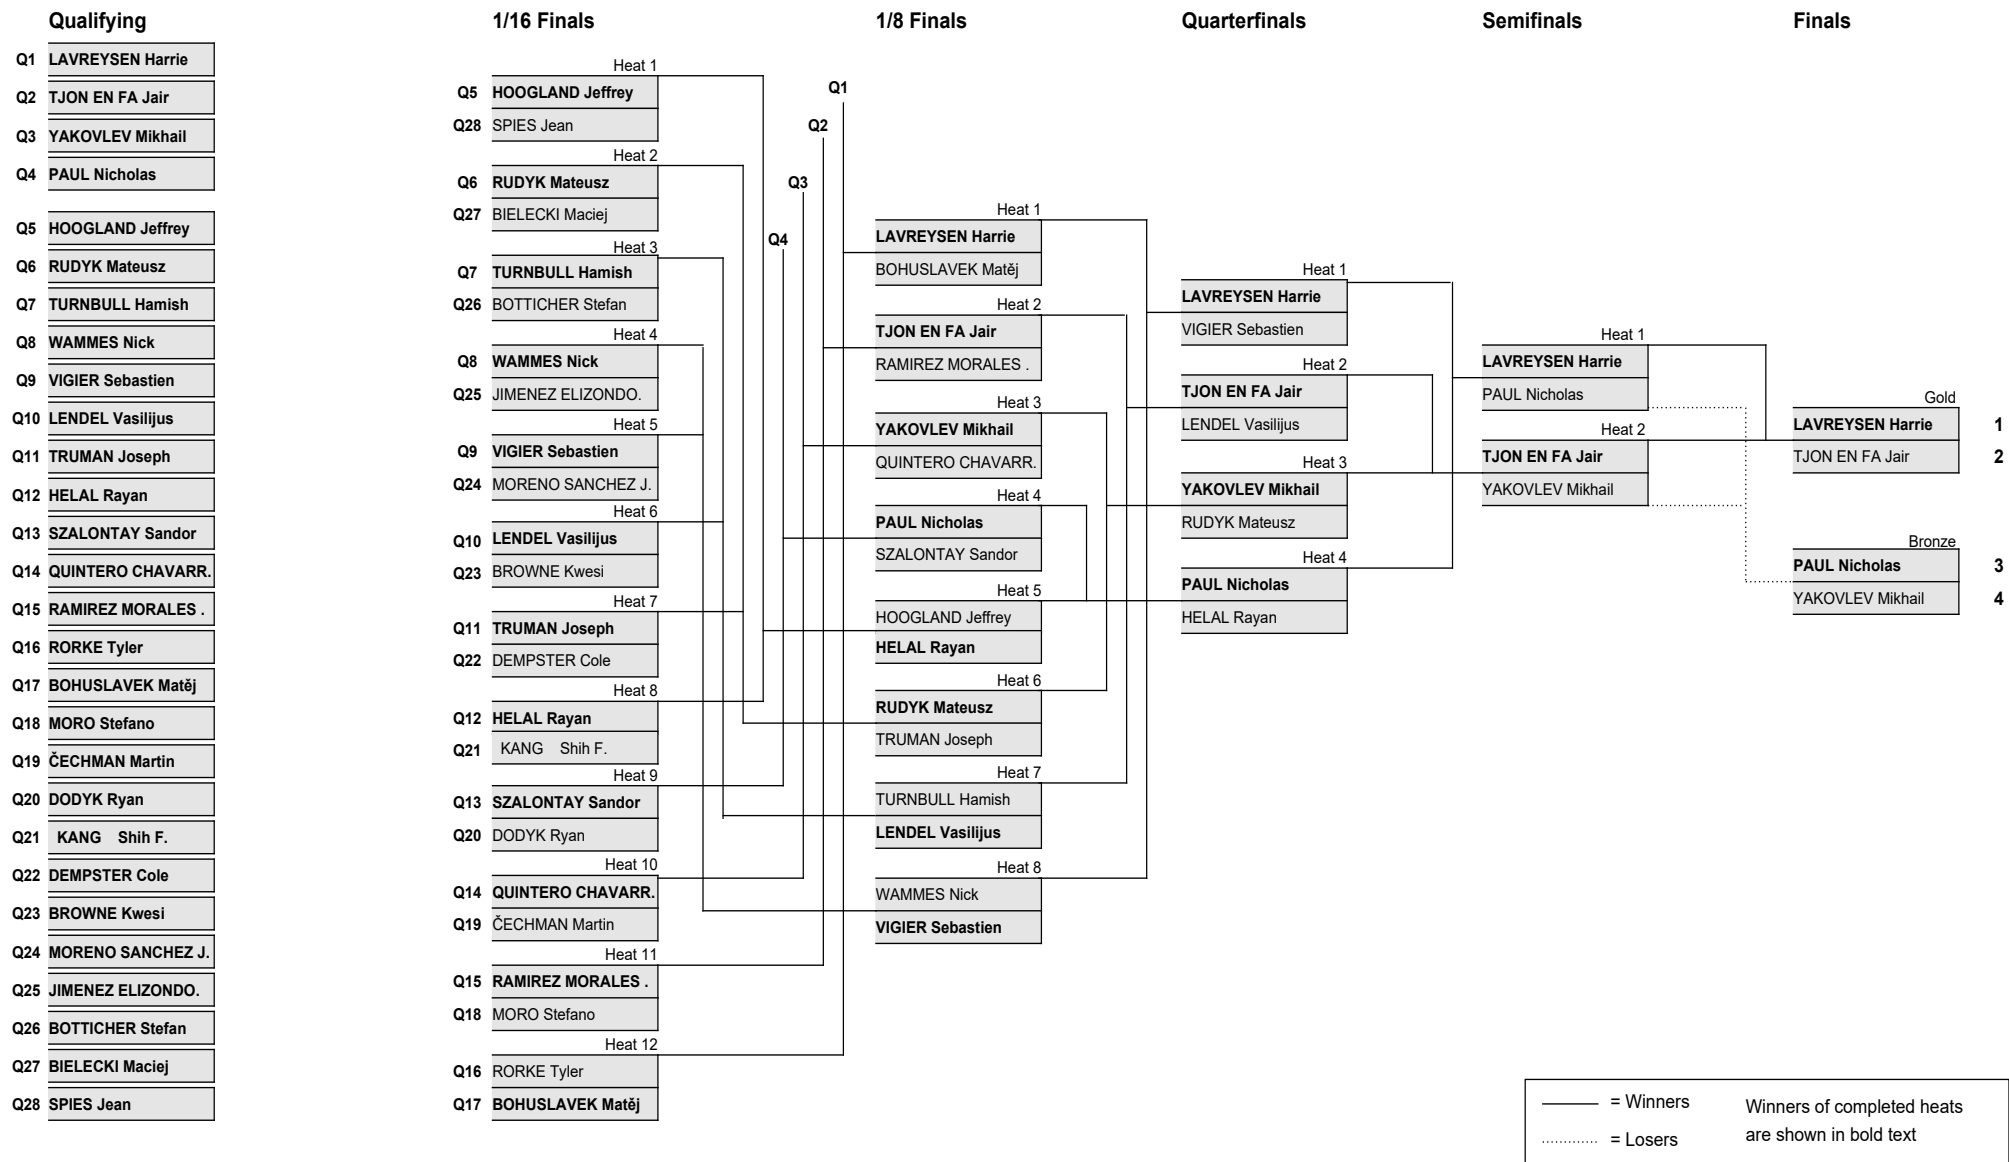 Qualifying
1/16 Finals
1/8 Finals
Quarterfinals
Semifinals
Finals
Q1 LAVREYSEN Harrie
Q2 TJON EN FA Jair
Q3 YAKOVLEV Mikhail
Q4 PAUL Nicholas
Q5 HOOGLAND Jeffrey
Q6 RUDYK Mateusz
Q7 TURNBULL Hamish
Q8 WAMMES Nick
Q9 VIGIER Sebastien
Q10 LENDEL Vasilijus
Q11 TRUMAN Joseph
Q12 HELAL Rayan
Q13 SZALONTAY Sandor
Q14 QUINTERO CHAVARR.
Q15 RAMIREZ MORALES .
Q16 RORKE Tyler
Q17 BOHUSLAVEK Matěj
Q18 MORO Stefano
Q19 ČECHMAN Martin
Q20 DODYK Ryan
Q21 KANG Shih F.
Q22 DEMPSTER Cole
Q23 BROWNE Kwesi
Q24 MORENO SANCHEZ J.
Q25 JIMENEZ ELIZONDO.
Q26 BOTTICHER Stefan
Q27 BIELECKI Maciej
Q28 SPIES Jean
Heat 1
Q5 HOOGLAND Jeffrey
Q28 SPIES Jean
Heat 2
Q6 RUDYK Mateusz
Q27 BIELECKI Maciej
Heat 3
Q7 TURNBULL Hamish
Q26 BOTTICHER Stefan
Heat 4
Q8 WAMMES Nick
Q25 JIMENEZ ELIZONDO.
Heat 5
Q9 VIGIER Sebastien
Q24 MORENO SANCHEZ J.
Heat 6
Q10 LENDEL Vasilijus
Q23 BROWNE Kwesi
Heat 7
Q11 TRUMAN Joseph
Q22 DEMPSTER Cole
Heat 8
Q12 HELAL Rayan
Q21 KANG Shih F.
Heat 9
Q13 SZALONTAY Sandor
Q20 DODYK Ryan
Heat 10
Q14 QUINTERO CHAVARR.
Q19 ČECHMAN Martin
Heat 11
Q15 RAMIREZ MORALES .
Q18 MORO Stefano
Heat 12
Q16 RORKE Tyler
Q17 BOHUSLAVEK Matěj
Q1
Q2
Q3
Q4
Heat 1
LAVREYSEN Harrie
BOHUSLAVEK Matěj
Heat 2
TJON EN FA Jair
RAMIREZ MORALES .
Heat 3
YAKOVLEV Mikhail
QUINTERO CHAVARR.
Heat 4
PAUL Nicholas
SZALONTAY Sandor
Heat 5
HOOGLAND Jeffrey
HELAL Rayan
Heat 6
RUDYK Mateusz
TRUMAN Joseph
Heat 7
TURNBULL Hamish
LENDEL Vasilijus
Heat 8
WAMMES Nick
VIGIER Sebastien
Heat 1
LAVREYSEN Harrie
VIGIER Sebastien
Heat 2
TJON EN FA Jair
LENDEL Vasilijus
Heat 3
YAKOVLEV Mikhail
RUDYK Mateusz
Heat 4
PAUL Nicholas
HELAL Rayan
Heat 1
LAVREYSEN Harrie
PAUL Nicholas
Heat 2
TJON EN FA Jair
YAKOVLEV Mikhail
Gold
LAVREYSEN Harrie 1
TJON EN FA Jair 2
Bronze
PAUL Nicholas 3
YAKOVLEV Mikhail 4
= Winners
= Losers
Winners of completed heats
are shown in bold text